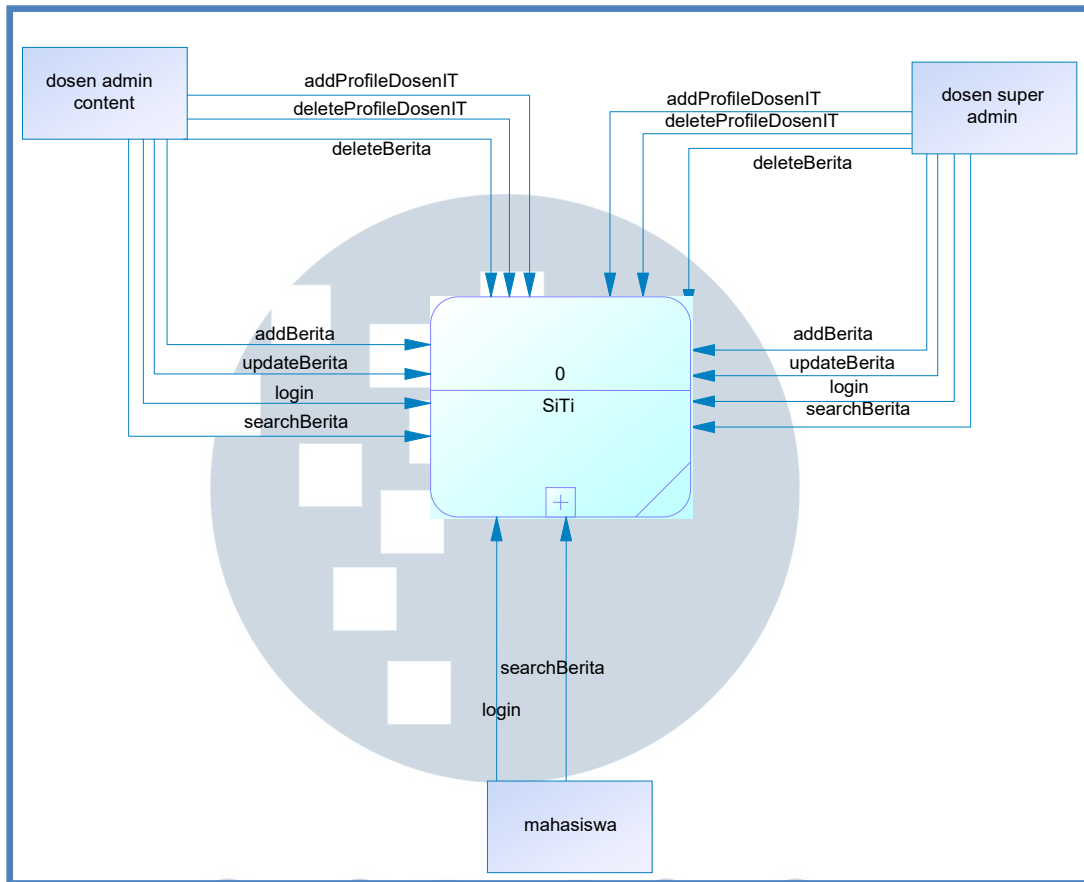 dosen admin
content
addProfileDosenIT
deleteProfileDosenIT
deleteBerita
addProfileDosenIT
deleteProfileDosenIT
deleteBerita
dosen super
admin
addBerita
updateBerita
login
searchBerita
0
SiTi
addBerita
updateBerita
login
searchBerita
searchBerita
login
mahasiswa